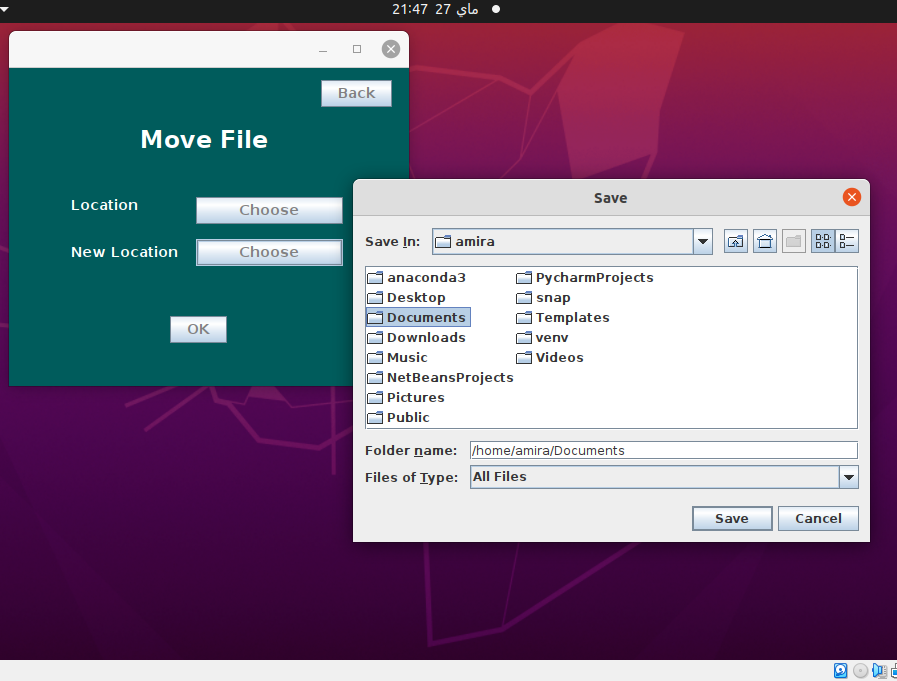 21:47 27 ماي
Back
Move File
Location Choose
New Location Choose
OK
Save
Save In: amira
anaconda3 PycharmProjects
Desktop snap
Documents Templates
Downloads venv
Music Videos
NetBeansProjects
Pictures
Public
Folder name: /home/amira/Documents
Files of Type: All Files
Save Cancel